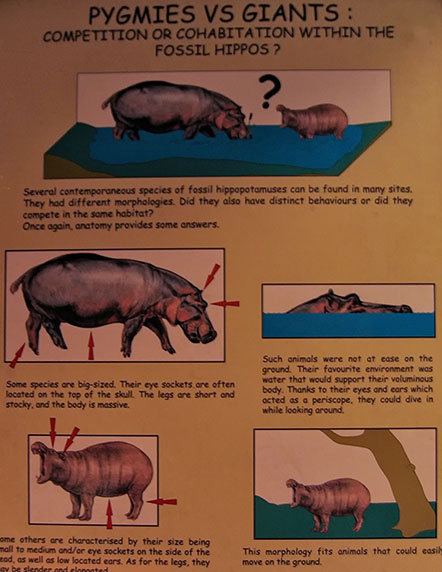 PYGMIES VS GIANTS :
COMPETITION OR COHABITATION WITHIN THE
FOSSIL HIPPOS ?
?
Several contemporaneous species of fossil hippopotamuses can be found in many sites.
They had different morphologies. Did they also have distinct behaviours or did they
compete in the same habitat?
Once again, anatomy provides some answers.
Some species are big-sized. Their eye sockets are often
located on the top of the skull. The legs are short and
stocky, and the body is massive.
Such animals were not at ease on the
ground. Their favourite environment was
water that would support their voluminous
body. Thanks to their eyes and ears which
acted as a periscope, they could dive in
while looking around.
ome others are characterised by their size being
mall to medium and/or eye sockets on the side of the
ead, as well as low located ears. As for the legs, they
ay be slender and elongated
This morphology fits animals that could easily
move on the ground.